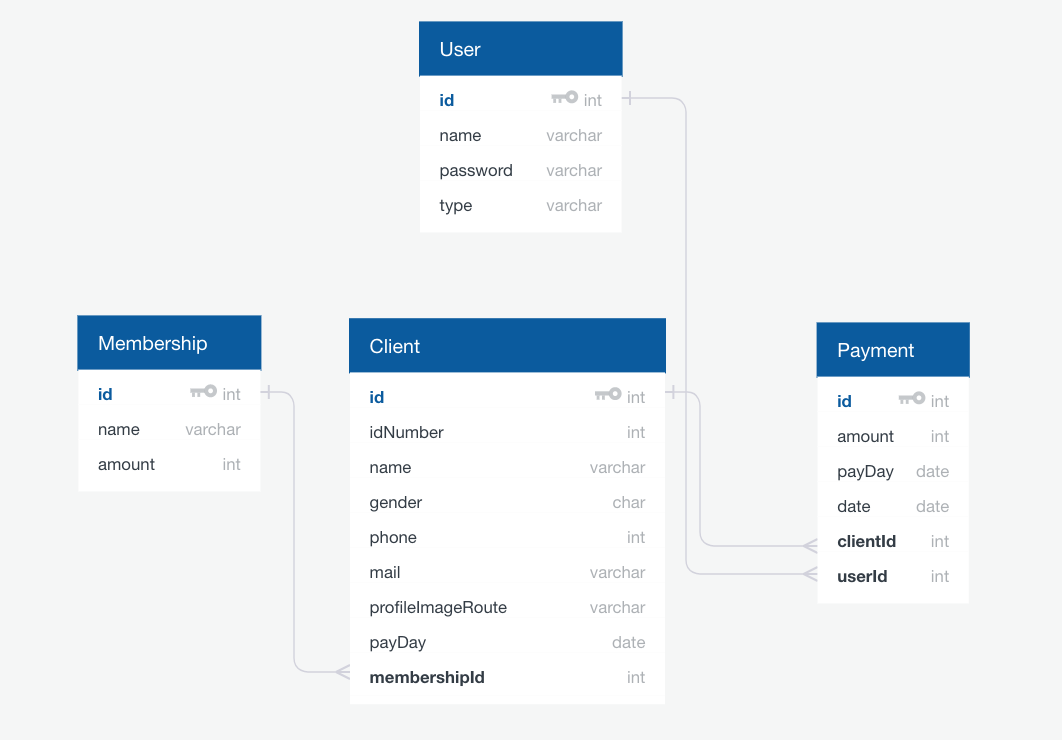 User
id int
name varchar
password varchar
type varchar
Membership
id int
name varchar
amount int
Client
id int
idNumber int
name varchar
gender char
phone int
mail varchar
profileImageRoute varchar
payDay date
membershipId int
Payment
id int
amount int
payDay date
date date
clientId int
userId int